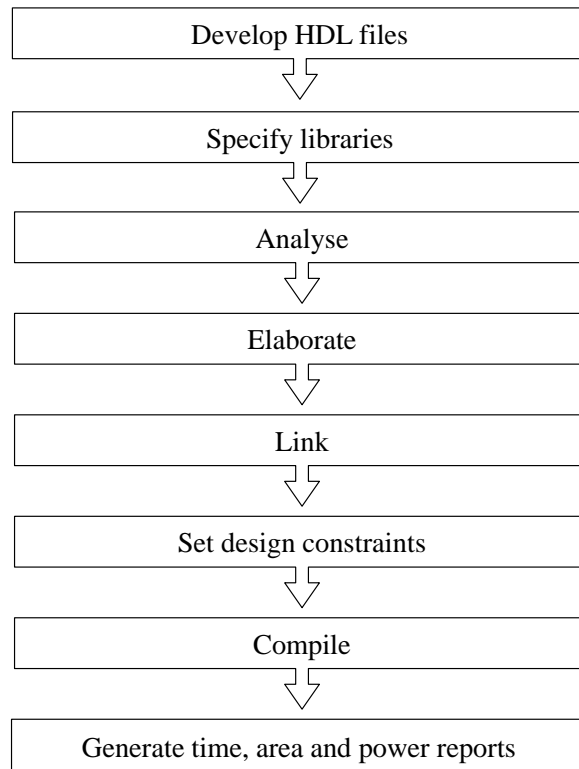 Develop HDL files
Specify libraries
Analyse
Elaborate
Link
Set design constraints
Compile
Generate time, area and power reports